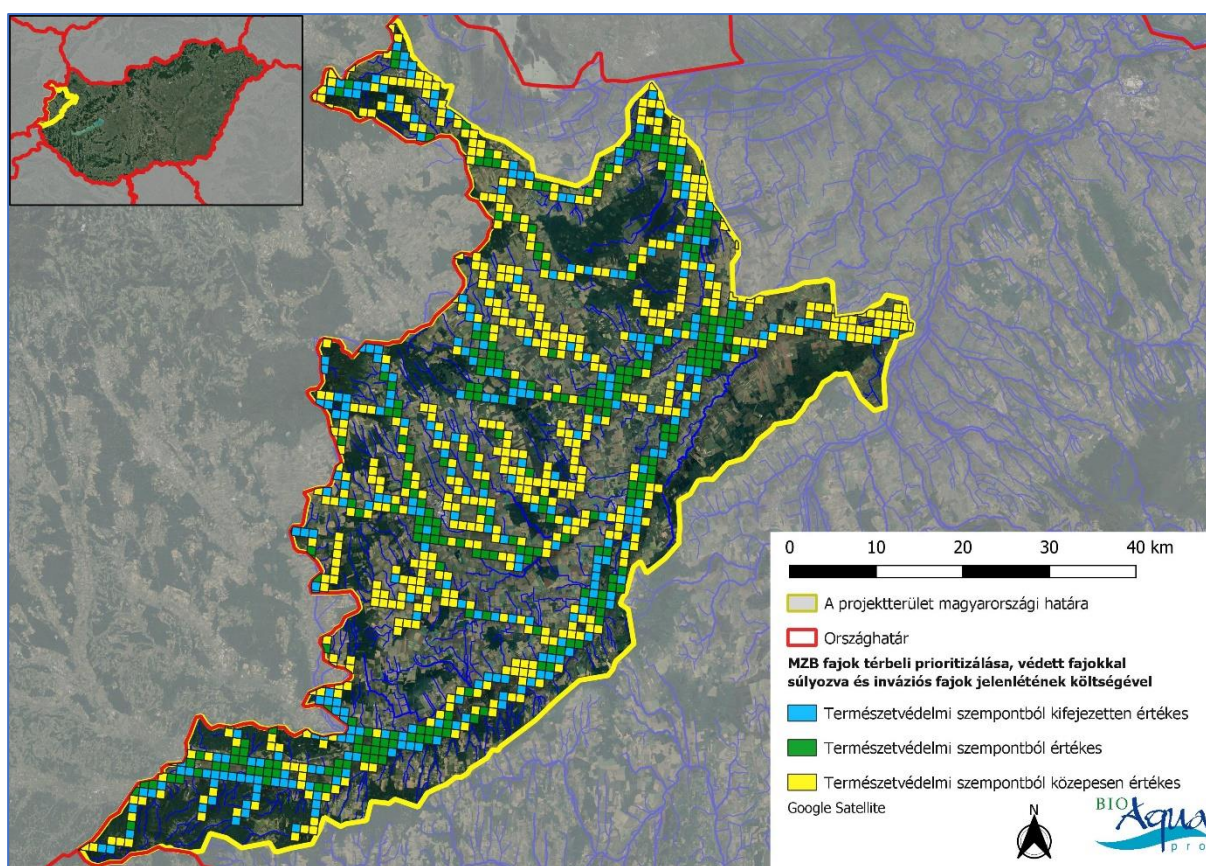 0 10 20 30 40 km
A projektterület magyarországi határa
Országhatár
MZB fajok térbeli prioritizálása, védett fajokkal
súlyozva és inváziós fajok jelenlétének költségével
Természetvédelmi szempontból kifejezetten értékes
Természetvédelmi szempontból értékes
Természetvédelmi szempontból közepesen értékes
Google Satellite
N
BIO
Aqua
pro